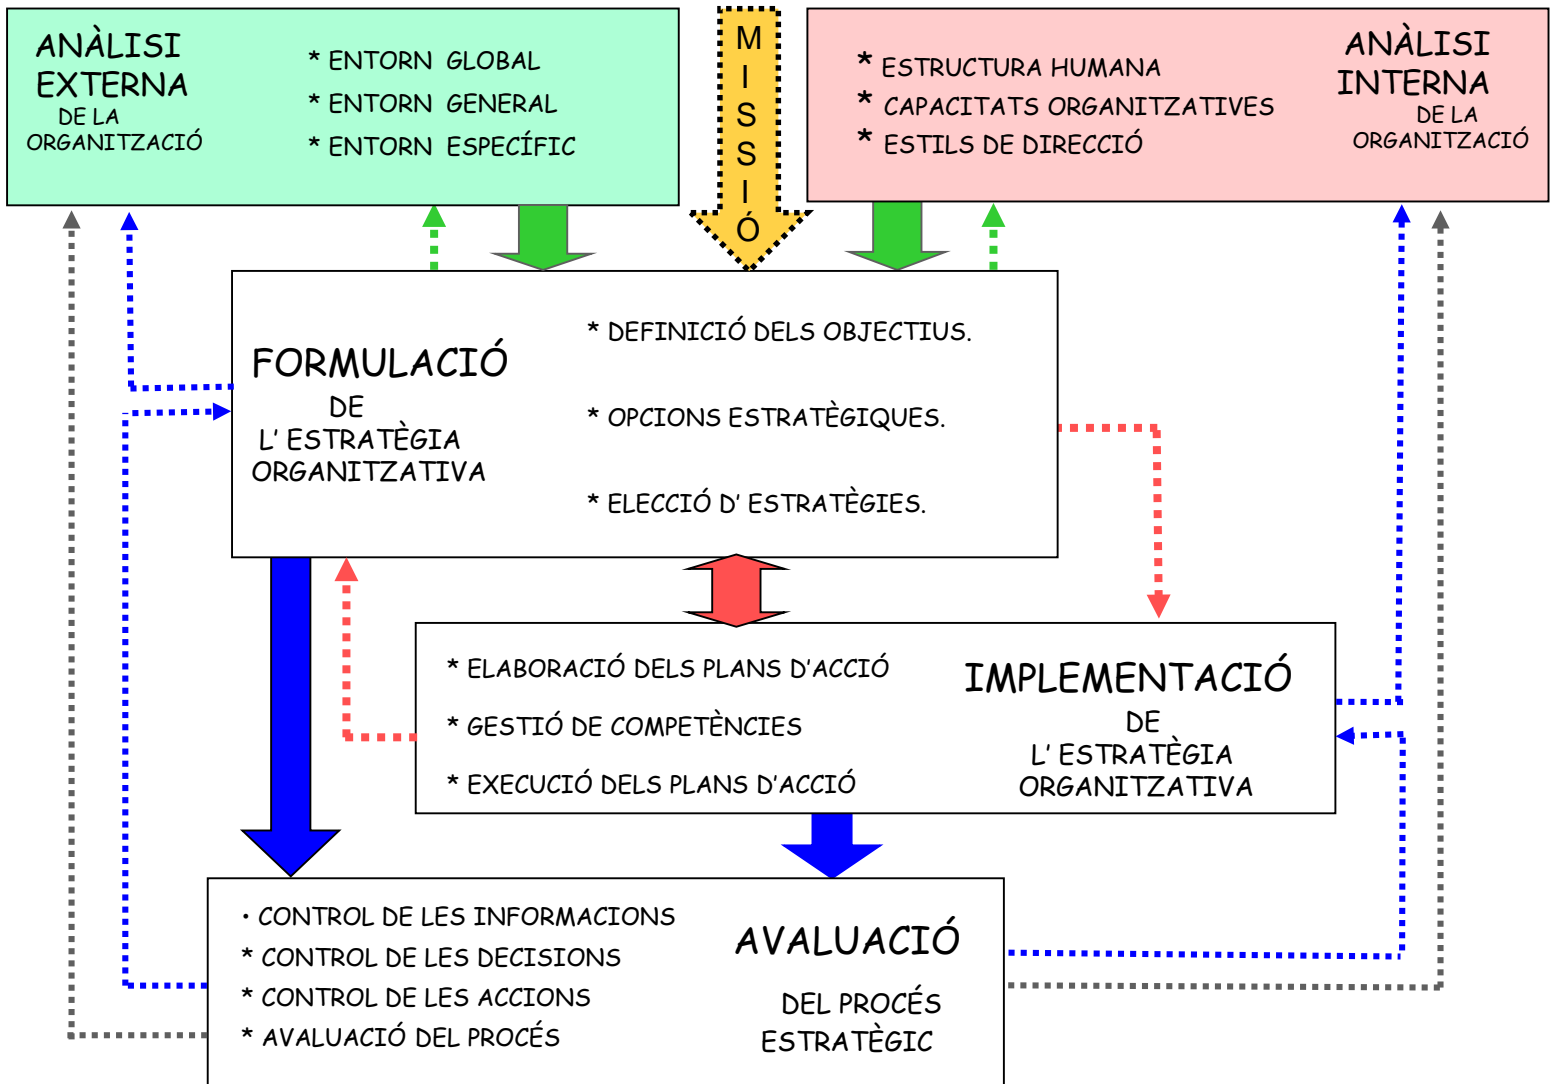 ANÀLISI
EXTERNA
DE LA
ORGANITZACIÓ
* ENTORN GLOBAL
* ENTORN GENERAL
* ENTORN ESPECÍFIC
MISSIÓ
* ESTRUCTURA HUMANA
* CAPACITATS ORGANITZATIVES
* ESTILS DE DIRECCIÓ
ANÀLISI
INTERNA
DE LA
ORGANITZACIÓ
FORMULACIÓ
DE
L' ESTRATÈGIA
ORGANITZATIVA
* DEFINICIÓ DELS OBJECTIUS.
* OPCIONS ESTRATÈGIQUES.
* ELECCIÓ D' ESTRATÈGIES.
* ELABORACIÓ DELS PLANS D'ACCIÓ
* GESTIÓ DE COMPETÈNCIES
* EXECUCIÓ DELS PLANS D'ACCIÓ
IMPLEMENTACIÓ
DE
L' ESTRATÈGIA
ORGANITZATIVA
• CONTROL DE LES INFORMACIONS
* CONTROL DE LES DECISIONS
* CONTROL DE LES ACCIONS
* AVALUACIÓ DEL PROCÉS
AVALUACIÓ
DEL PROCÉS
ESTRATÈGIC